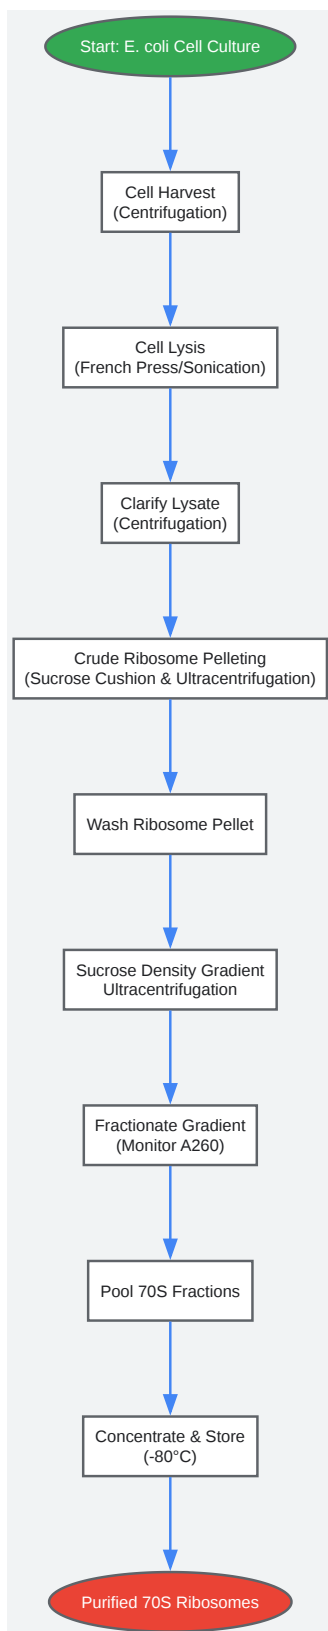 Start: E. coli Cell Culture
Cell Harvest
(Centrifugation)
Cell Lysis
(French Press/Sonication)
Clarify Lysate
(Centrifugation)
Crude Ribosome Pelleting
(Sucrose Cushion & Ultracentrifugation)
Wash Ribosome Pellet
Sucrose Density Gradient
Ultracentrifugation
Fractionate Gradient
(Monitor A260)
Pool 70S Fractions
Concentrate & Store
(-80°C)
Purified 70S Ribosomes